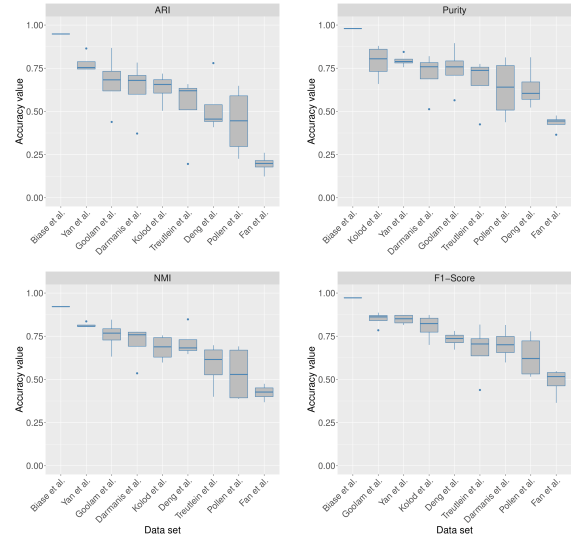 ARI
Purity
Accuracy value
1.00
0.75
0.50
0.25
0.00
Biase et al.
Yan et al.
Goolam et al.
Darmanis et al.
Kolod et al.
Treutlein et al.
Deng et al.
Pollen et al.
Fan et al.
Accuracy value
1.00
0.75
0.50
0.25
0.00
Biase et al.
Kolod et al.
Yan et al.
Darmanis et al.
Goolam et al.
Treutlein et al.
Pollen et al.
Deng et al.
Fan et al.
NMI
F1−Score
Accuracy value
1.00
0.75
0.50
0.25
0.00
Biase et al.
Yan et al.
Goolam et al.
Darmanis et al.
Kolod et al.
Deng et al.
Treutlein et al.
Pollen et al.
Fan et al.
Data set
Accuracy value
1.00
0.75
0.50
0.25
0.00
Biase et al.
Goolam et al.
Yan et al.
Kolod et al.
Deng et al.
Treutlein et al.
Darmanis et al.
Pollen et al.
Fan et al.
Data set